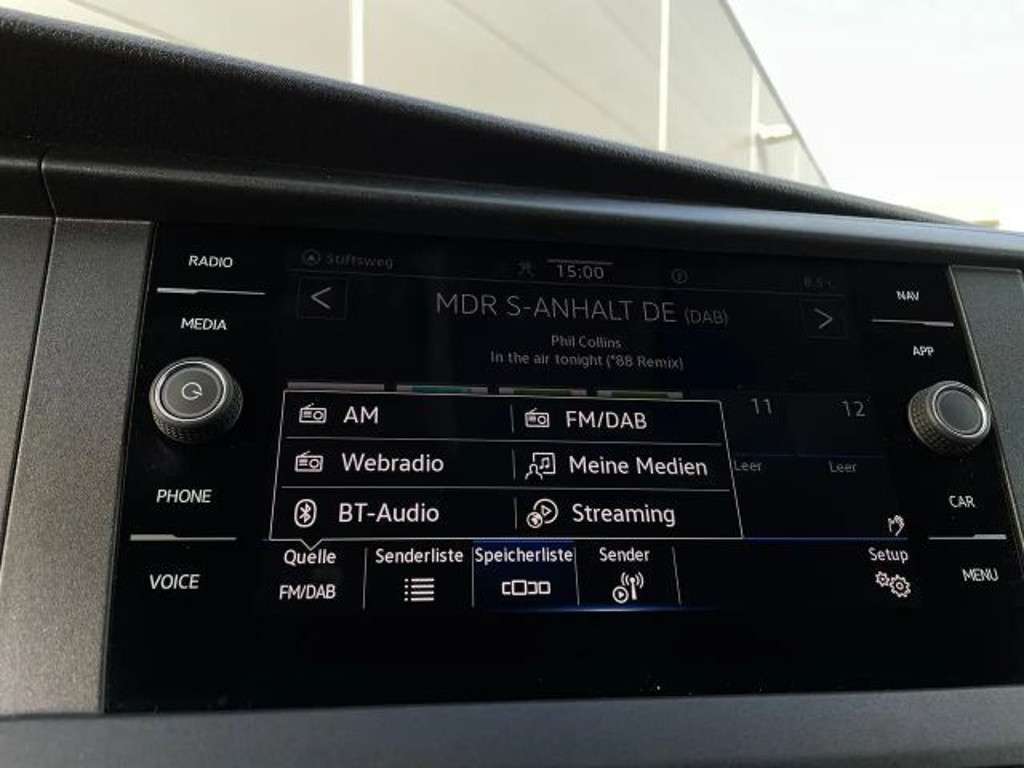 RADIO
MEDIA
PHONE
VOICE
Stiftsweg
15:00
MDR S-ANHALT DE (DAB)
Phil Collins
In the air tonight ("88 Remix)
AM
FM/DAB
Webradio
Meine Medien
BT-Audio
Streaming
11
12
Leer
Leer
Quelle
FM/DAB
Senderliste
Speicherliste
Sender
Setup
NAV
APP
CAR
MENU